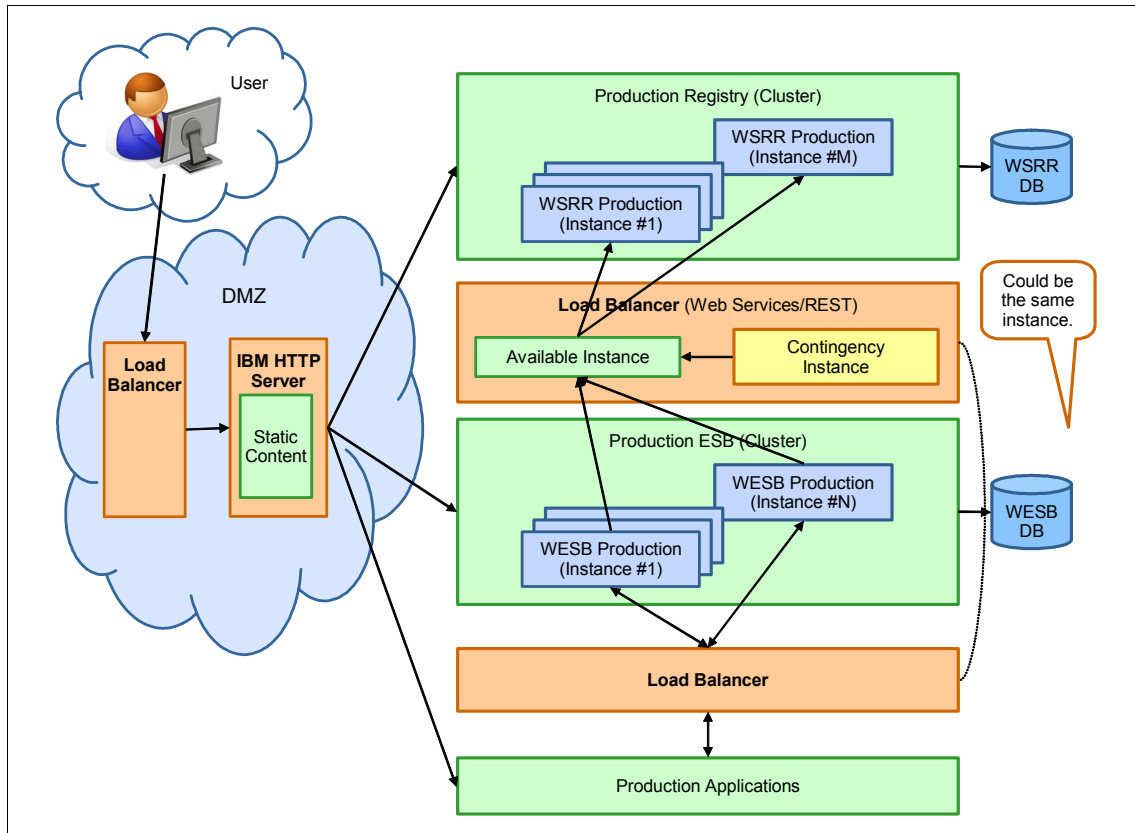 User
DMZ
Load
Balancer
IBM HTTP
Server
Static
Content
Production Registry (Cluster)
WSRR Production
(Instance #M)
WSRR Production
(Instance #1)
WSRR
DB
Load Balancer (Web Services/REST)
Available Instance
Contingency
Instance
Could be
the same
instance.
Production ESB (Cluster)
WESB Production
(Instance #N)
WESB Production
(Instance #1)
WESB
DB
Load Balancer
Production Applications